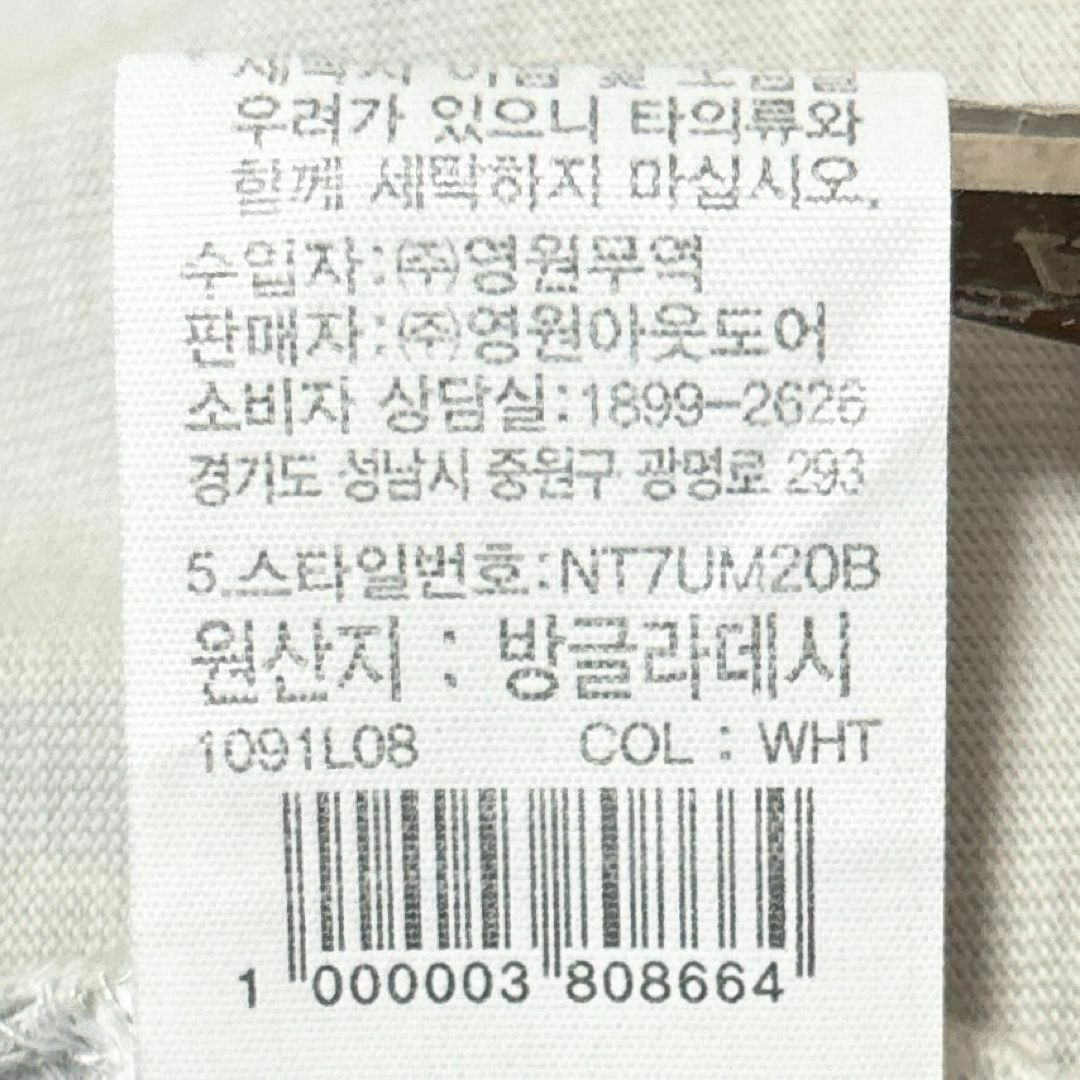 우려가 있으니 타의류와
함께 세탁하지 마십시오.
수입자:㈜영원무역
판매자:㈜영원아웃도어
소비자 상담실:1899-2626
경기도 성남시 중원구 광명로 293
5.스타일번호:NT7UM20B
원산지 : 방글라데시
1091L08 COL : WHT
1 000003 808664